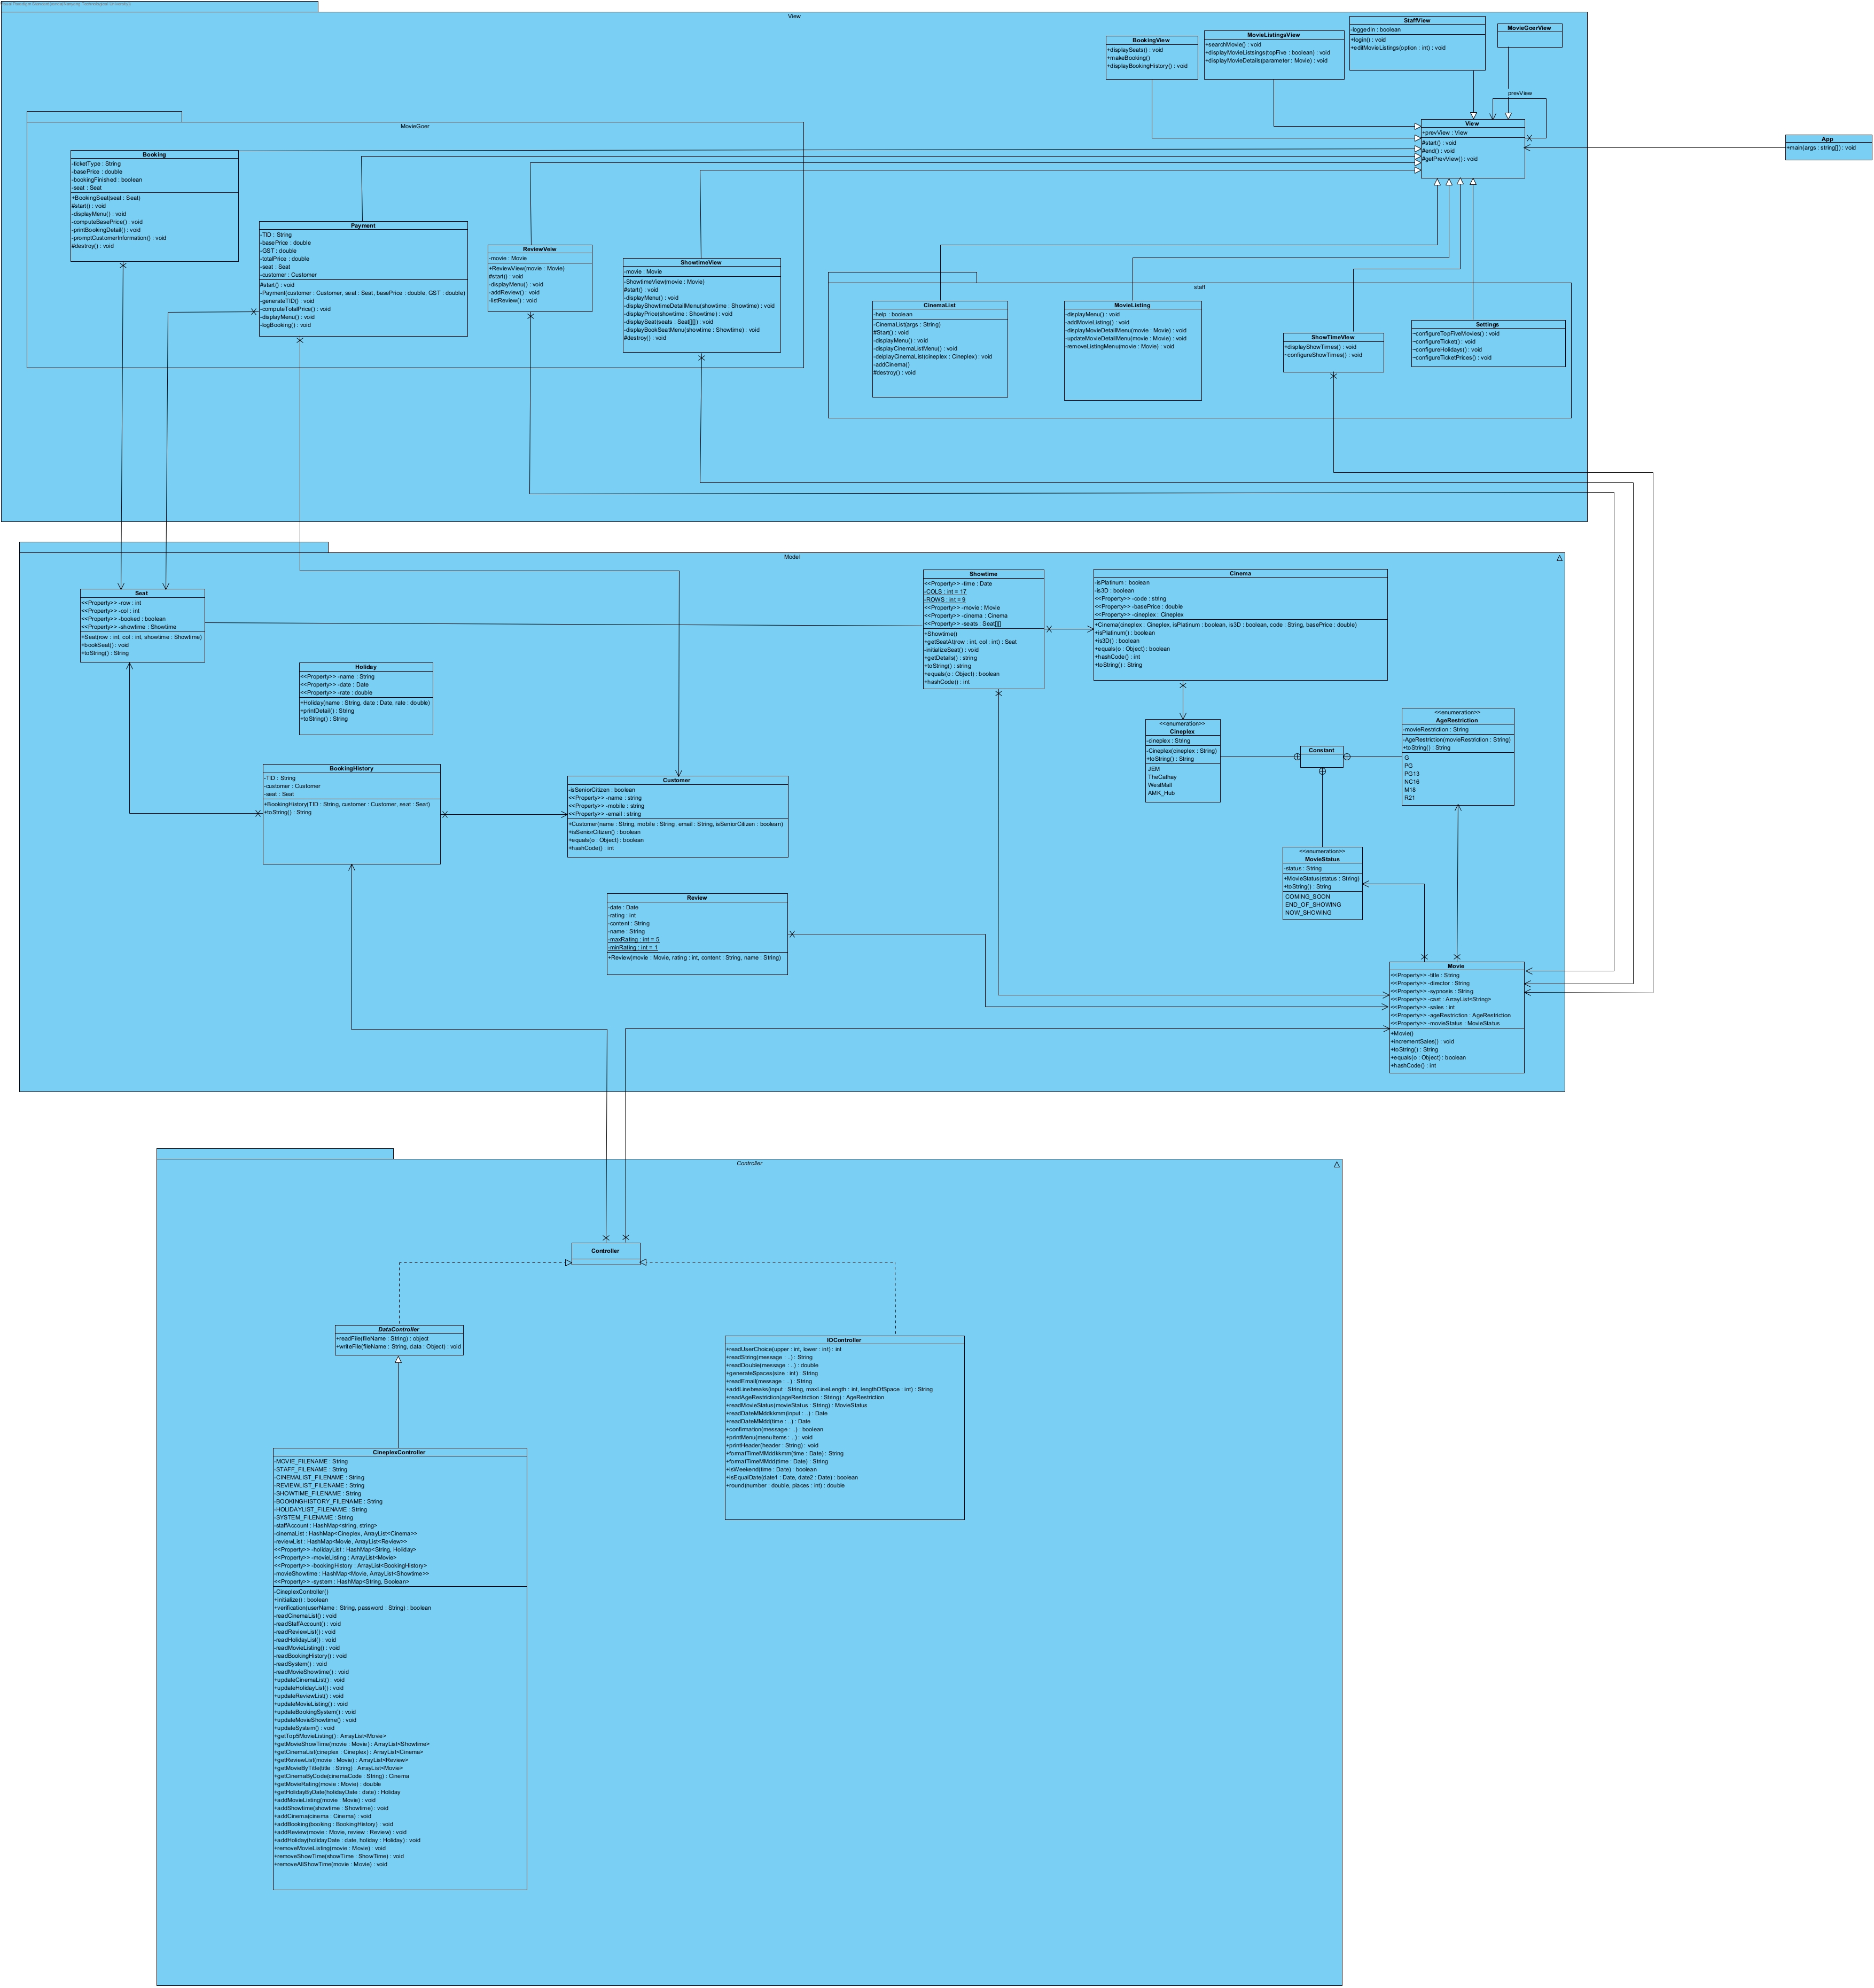 View
StaffView
-loggedIn : boolean
+login() : void
+editMovieListings(option : int) : void
MovieGoerView
MovieListingsView
+searchMovie() : void
+displayMovieListsings(topFive : boolean) : void
+displayMovieDetails(parameter : Movie) : void
BookingView
+displaySeats() : void
+makeBooking()
+displayBookingHistory() : void
prevView
View
+prevView : View
#start() : void
#end() : void
#getPrevView() : void
App
+main(args : string[]) : void
MovieGoer
Booking
-ticketType : String
-basePrice : double
-bookingFinished : boolean
-seat : Seat
+BookingSeat(seat : Seat)
#start() : void
-displayMenu() : void
-computeBasePrice() : void
-printBookingDetail() : void
-promptCustomerInformation() : void
#destroy() : void
Payment
-TID : String
-basePrice : double
-GST : double
-totalPrice : double
-seat : Seat
-customer : Customer
#start() : void
-Payment(customer : Customer, seat : Seat, basePrice : double, GST : double)
-generateTID() : void
-computeTotalPrice() : void
-displayMenu() : void
-logBooking() : void
ReviewVeiw
-movie : Movie
+ReviewView(movie : Movie)
#start() : void
-displayMenu() : void
-addReview() : void
-listReview() : void
ShowtimeView
-movie : Movie
-ShowtimeView(movie : Movie)
#start() : void
-displayMenu() : void
-displayShowtimeDetailMenu(showtime : Showtime) : void
-displayPrice(showtime : Showtime) : void
-displaySeat(seats : Seat[][]) : void
-displayBookSeatMenu(showtime : Showtime) : void
#destroy() : void
staff
CinemaList
-help : boolean
-CinemaList(args : String)
#Start() : void
-displayMenu() : void
-displayCinemaListMenu() : void
-deiplayCinemaList(cineplex : Cineplex) : void
-addCinema()
#destroy() : void
MovieListing
-displayMenu() : void
-addMovieListing() : void
-displayMovieDetailMenu(movie : Movie) : void
-updateMovieDetailMenu(movie : Movie) : void
-removeListingMenu(movie : Movie) : void
ShowTimeView
+displayShowTimes() : void
~configureShowTimes() : void
Settings
~configureTopFiveMovies() : void
~configureTicket() : void
~configureHolidays() : void
~configureTicketPrices() : void
Model
Seat
<<Property>> -row : int
<<Property>> -col : int
<<Property>> -booked : boolean
<<Property>> -showtime : Showtime
+Seat(row : int, col : int, showtime : Showtime)
+bookSeat() : void
+toString() : String
Showtime
<<Property>> -time : Date
-COLS : int = 17
-ROWS : int = 9
<<Property>> -movie : Movie
<<Property>> -cinema : Cinema
<<Property>> -seats : Seat[][]
+Showtime()
+getSeatAt(row : int, col : int) : Seat
-initializeSeat() : void
+getDetails() : string
+toString() : string
+equals(o : Object) : boolean
+hashCode() : int
Cinema
-isPlatinum : boolean
-is3D : boolean
<<Property>> -code : string
<<Property>> -basePrice : double
<<Property>> -cineplex : Cineplex
+Cinema(cineplex : Cineplex, isPlatinum : boolean, is3D : boolean, code : String, basePrice : double)
+isPlatinum() : boolean
+is3D() : boolean
+equals(o : Object) : boolean
+hashCode() : int
+toString() : String
Holiday
<<Property>> -name : String
<<Property>> -date : Date
<<Property>> -rate : double
+Holiday(name : String, date : Date, rate : double)
+printDetail() : String
+toString() : String
<<enumeration>>
Cineplex
-cineplex : String
-Cineplex(cineplex : String)
+toString() : String
JEM
TheCathay
WestMall
AMK_Hub
Constant
<<enumeration>>
AgeRestriction
-movieRestriction : String
-AgeRestriction(movieRestriction : String)
+toString() : String
G
PG
PG13
NC16
M18
R21
BookingHistory
-TID : String
-customer : Customer
-seat : Seat
+BookingHistory(TID : String, customer : Customer, seat : Seat)
+toString() : String
Customer
-isSeniorCitizen : boolean
<<Property>> -name : string
<<Property>> -mobile : string
<<Property>> -email : string
+Customer(name : String, mobile : String, email : String, isSeniorCitizen : boolean)
+isSeniorCitizen() : boolean
+equals(o : Object) : boolean
+hashCode() : int
<<enumeration>>
MovieStatus
-status : String
+MovieStatus(status : String)
+toString() : String
COMING_SOON
END_OF_SHOWING
NOW_SHOWING
Review
-date : Date
-rating : int
-content : String
-name : String
-maxRating : int = 5
-minRating : int = 1
+Review(movie : Movie, rating : int, content : String, name : String)
Movie
<<Property>> -title : String
<<Property>> -director : String
<<Property>> -sypnosis : String
<<Property>> -cast : ArrayList<String>
<<Property>> -sales : int
<<Property>> -ageRestriction : AgeRestriction
<<Property>> -movieStatus : MovieStatus
+Movie()
+incrementSales() : void
+toString() : String
+equals(o : Object) : boolean
+hashCode() : int
Controller
Controller
DataController
+readFile(fileName : String) : object
+writeFile(fileName : String, data : Object) : void
IOController
+readUserChoice(upper : int, lower : int) : int
+readString(message : ..) : String
+readDouble(message : ..) : doutile
+generateSpaces(size : int) : String
+readEmail(message : ..) : String
+addLinebreaks(input : String, maxLineLength : int, lengthOfSpace : int) : String
+readAgeRestriction(ageRestriction : String) : AgeRestriction
+readMovieStatus(movieStatus : String) : MovieStatus
+readDateMMddkkmm(input : ..) : Date
+readDateMMdd(time : ..) : Date
+confirmation(message : ..) : boolean
+printMenu(menuItems : ..) : void
+printHeader(header : String) : void
+formatTimeMMddkkmm(time : Date) : String
+formatTimeMMdd(time : Date) : String
+isWeekend(time : Date) : boolean
+isEqualDate(date1 : Date, date2 : Date) : boolean
+round(number : double, places : int) : double
CineplexController
-MOVIE_FILENAME : String
-STAFF_FILENAME : String
-CINEMALIST_FILENAME : String
-REVIEWLIST_FILENAME : String
-SHOWTIME_FILENAME : String
-BOOKINGHISTORY_FILENAME : String
-HOLIDAYLIST_FILENAME : String
-SYSTEM_FILENAME : String
-staffAccount : HashMap<string, string>
-cinemaList : HashMap<Cineplex, ArrayList<Cinema>>
-reviewList : HashMap<Movie, ArrayList<Review>>
<<Property>> -holidayList : HashMap<String, Holiday>
<<Property>> -movieListing : ArrayList<Movie>
<<Property>> -bookingHistory : ArrayList<BookingHistory>
-movieShowtime : HashMap<Movie, ArrayList<Showtime>>
<<Property>> -system : HashMap<String, Boolean>
-CineplexController()
+initialize() : boolean
+verification(userName : String, password : String) : boolean
-readCinemaList() : void
-readStaffAccount() : void
-readReviewList() : void
-readHolidayList() : void
-readMovieListing() : void
-readBookingHistory() : void
-readSystem() : void
-readMovieShowtime() : void
+updateCinemaList() : void
+updateHolidayList() : void
+updateReviewList() : void
+updateMovieListing() : void
+updateBookingSystem() : void
+updateMovieShowtime() : void
+updateSystem() : void
+getTop5MovieListing() : ArrayList<Movie>
+getMovieShowTime(movie : Movie) : ArrayList<Showtime>
+getCinemaList(cineplex : Cineplex) : ArrayList<Cinema>
+getReviewList(movie : Movie) : ArrayList<Review>
+getMovieByTitle(title : String) : ArrayList<Movie>
+getCinemaByCode(cinemaCode : String) : Cinema
+getMovieRating(movie : Movie) : double
+getHolidayByDate(holidayDate : date) : Holiday
+addMovieListing(movie : Movie) : void
+addShowtime(showtime : Showtime) : void
+addCinema(cinema : Cinema) : void
+addBooking(booking : BookingHistory) : void
+addReview(movie : Movie, review : Review) : void
+addHoliday(holidayDate : date, holiday : Holiday) : void
+removeMovieListing(movie : Movie) : void
+removeShowTime(showTime : ShowTime) : void
+removeAllShowTime(movie : Movie) : void